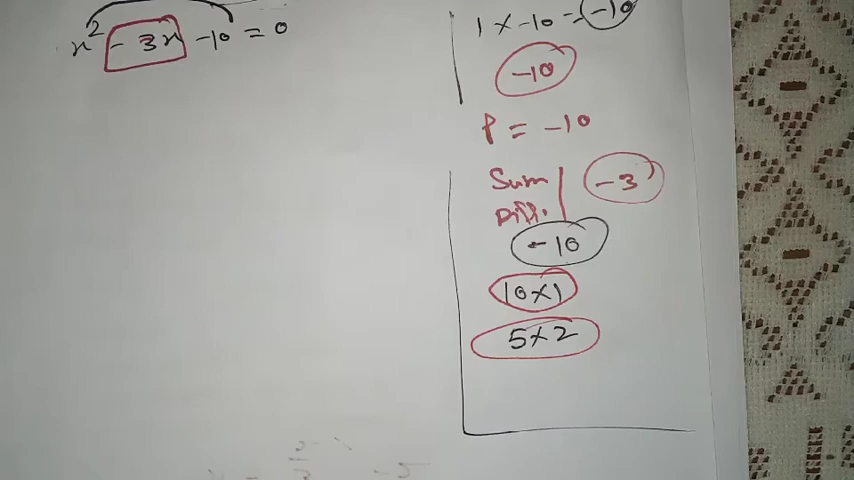 x² - 3x - 10 = 0
1 × -10 = -10
-10
P = -10
Sum | -3
Diff.
-10
10×1
5×2